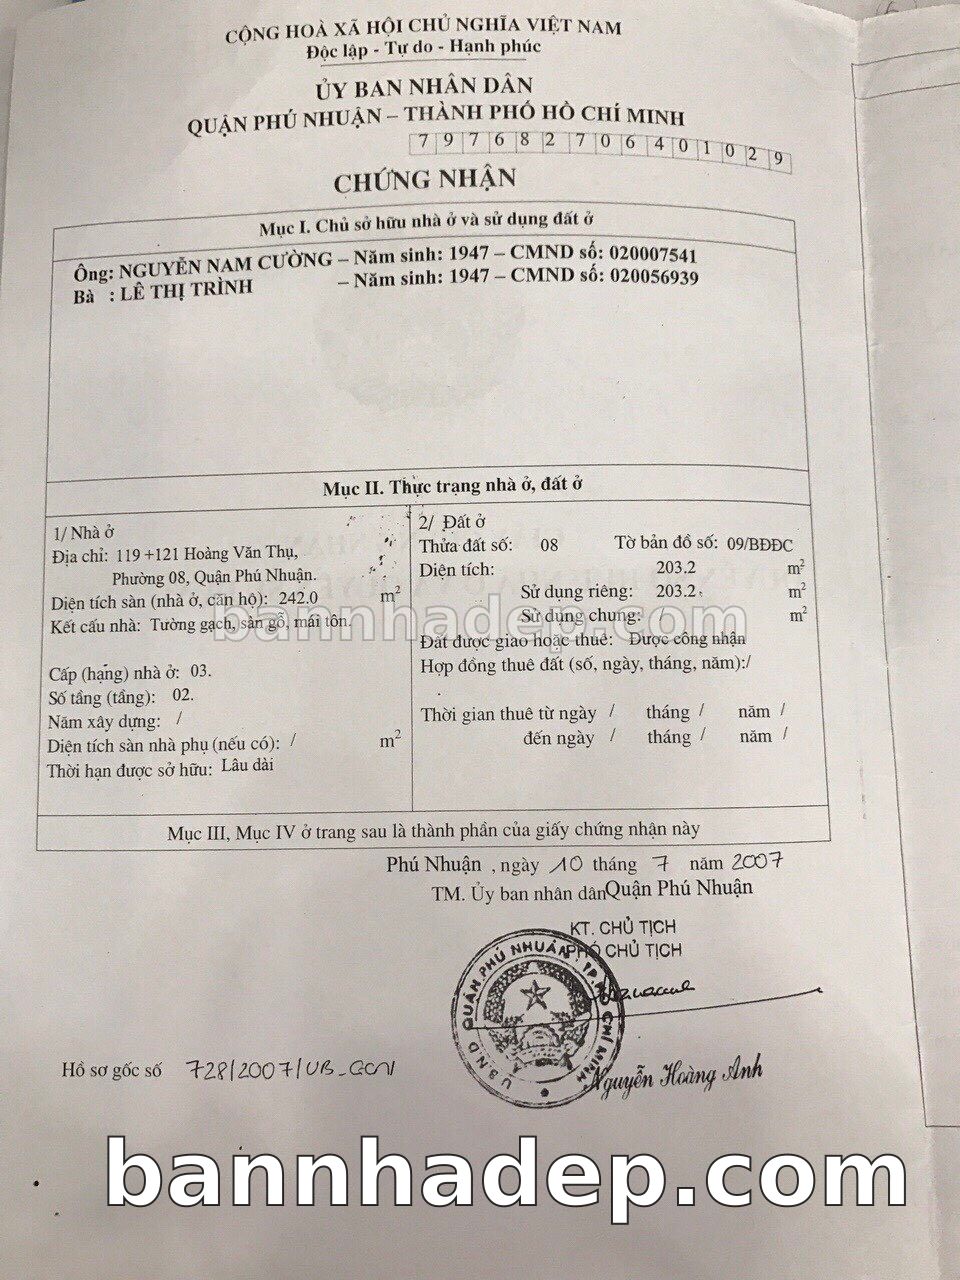 CỘNG HOÀ XÃ HỘI CHỦ NGHĨA VIỆT NAM
Độc lập - Tự do - Hạnh phúc
ỦY BAN NHÂN DÂN
QUẬN PHÚ NHUẬN – THÀNH PHỐ HỒ CHÍ MINH
7 9 7 6 8 2 7 0 6 4 0 1 0 2 9
CHỨNG NHẬN
Mục I. Chủ sở hữu nhà ở và sử dụng đất ở
Ông: NGUYỄN NAM CƯỜNG – Năm sinh: 1947 – CMND số: 020007541
Bà : LÊ THỊ TRÌNH – Năm sinh: 1947 – CMND số: 020056939
Mục II. Thực trạng nhà ở, đất ở
1/ Nhà ở
Địa chỉ: 119 +121 Hoàng Văn Thụ,
Phường 08, Quận Phú Nhuận.
Diện tích sàn (nhà ở, căn hộ): 242.0 m2
Kết cấu nhà: Tường gạch, sàn gỗ, mái tôn.
Cấp (hạng) nhà ở: 03.
Số tầng (tầng): 02.
Năm xây dựng: /
Diện tích sàn nhà phụ (nếu có): / m2
Thời hạn được sở hữu: Lâu dài
2/ Đất ở
Thửa đất số: 08 Tờ bản đồ số: 09/BĐĐC
Diện tích: 203.2 m2
Sử dụng riêng: 203.2 m2
Sử dụng chung: m2
Đất được giao hoặc thuê: Được công nhận
Hợp đồng thuê đất (số, ngày, tháng, năm):/
Thời gian thuê từ ngày / tháng / năm /
đến ngày / tháng / năm /
bannhadep.com
Mục III, Mục IV ở trang sau là thành phần của giấy chứng nhận này
Phú Nhuận , ngày 10 tháng 7 năm 2007
TM. Ủy ban nhân dân Quận Phú Nhuận
KT. CHỦ TỊCH
PHÓ CHỦ TỊCH
U.B.N.D QUẬN PHÚ NHUẬN T.P HỒ CHÍ MINH
Nguyễn Hoàng Anh
Hồ sơ gốc số 728/2007/UB_GCN
bannhadep.com